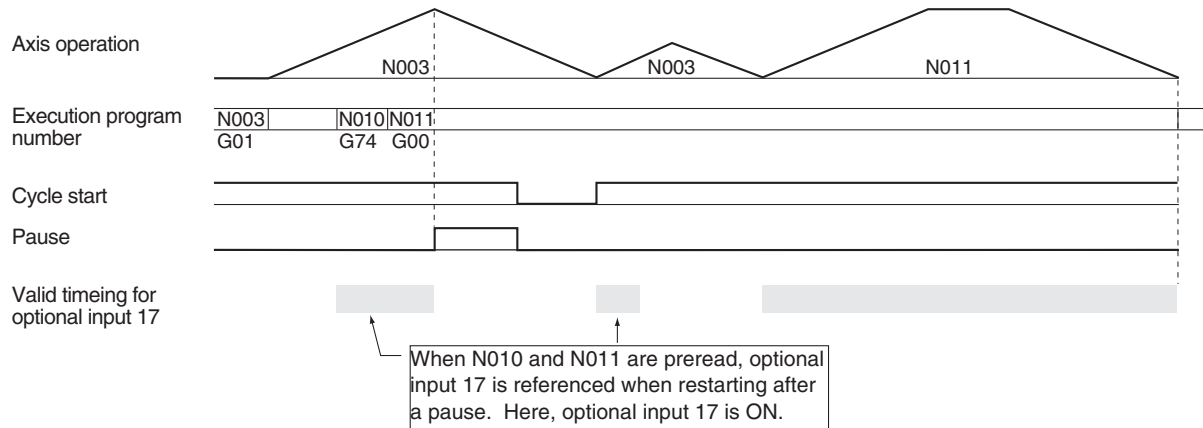 Axis operation
N003
N003
N011
Execution program
number
N003
N010
N011
G01
G74
G00
Cycle start
Pause
Valid timeing for
optional input 17
When N010 and N011 are preread, optional
input 17 is referenced when restarting after
a pause. Here, optional input 17 is ON.